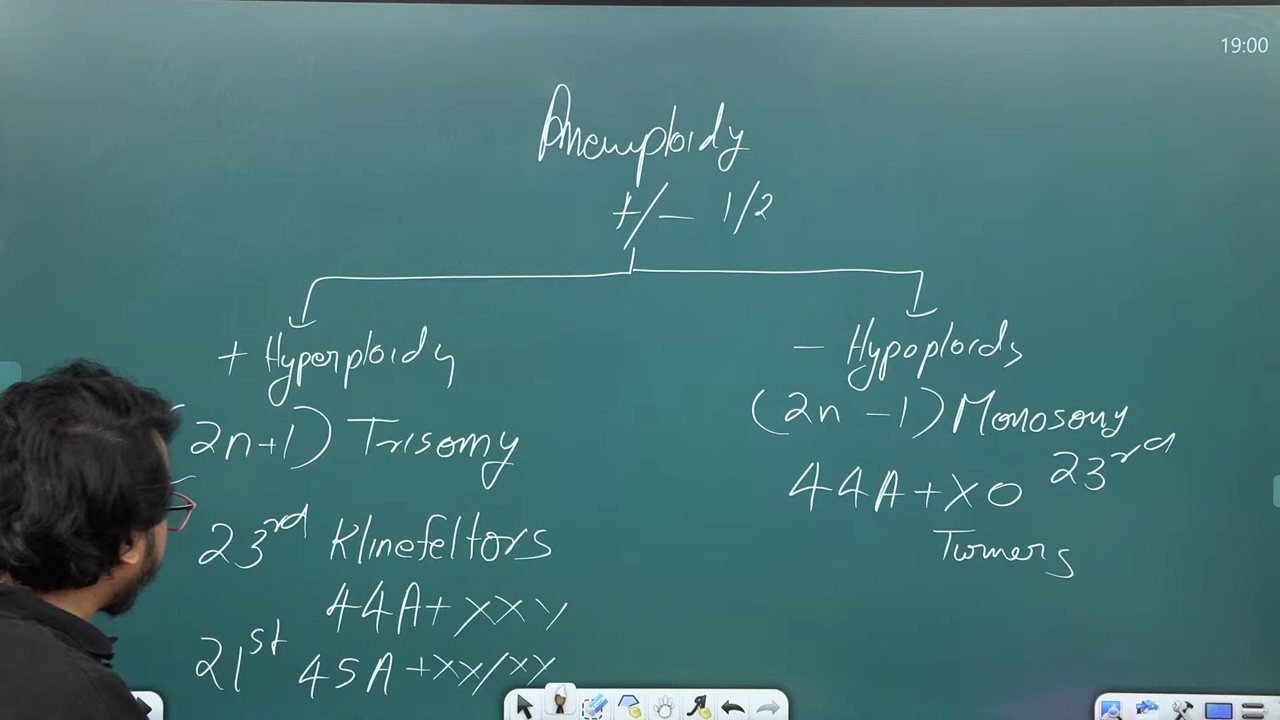 19:00
Aneuploidy
+/- 1/2
+ Hyperploidy
(2n+1) Trisomy
23rd Klinefeltors
44A+XXY
21st 45A+XX/XY
- Hypoploidy
(2n-1) Monosomy
44A+XO 23rd
Turners